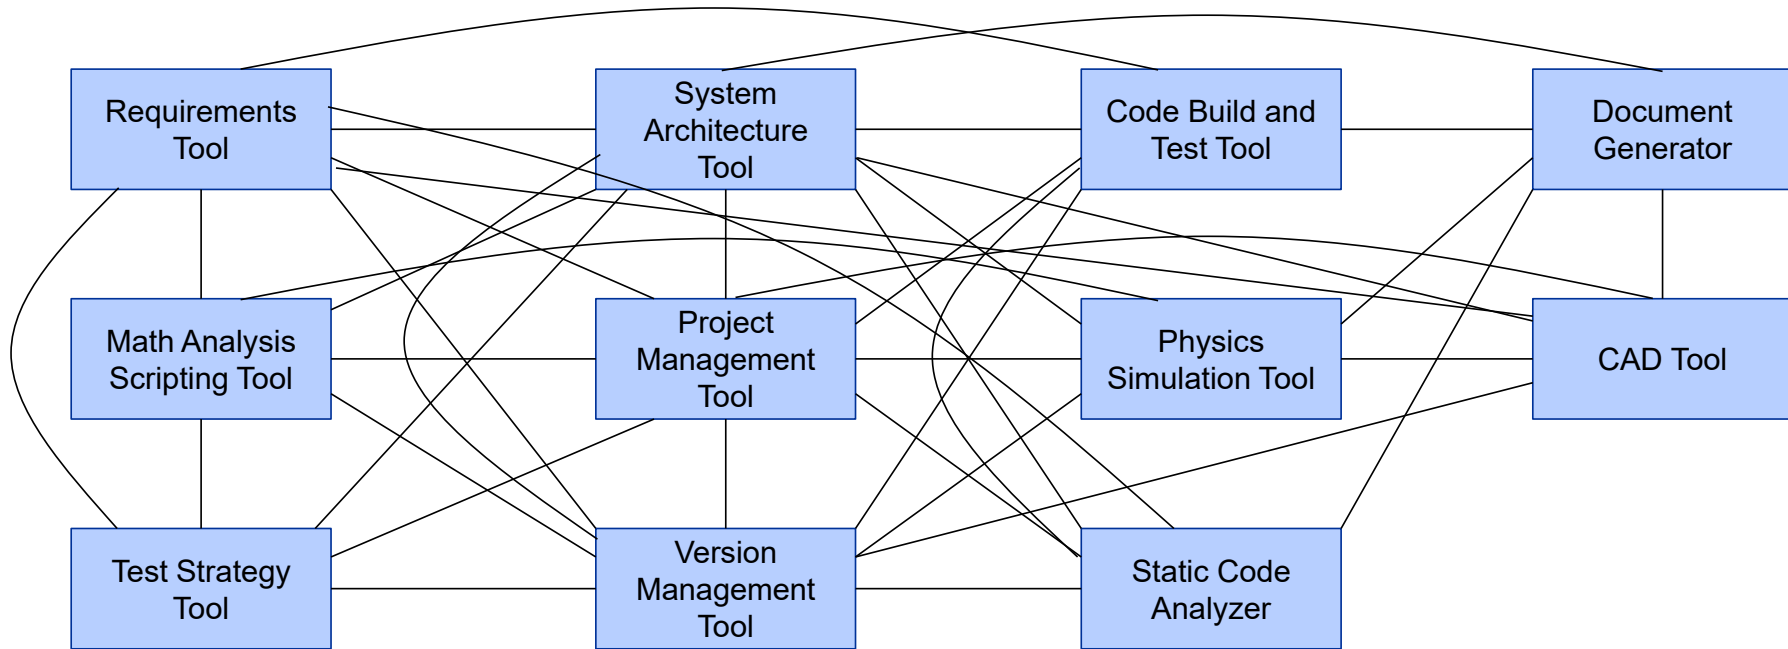 Requirements
Tool
System
Architecture
Tool
Code Build and
Test Tool
Document
Generator
Math Analysis
Scripting Tool
Project
Management
Tool
Physics
Simulation Tool
CAD Tool
Test Strategy
Tool
Version
Management
Tool
Static Code
Analyzer